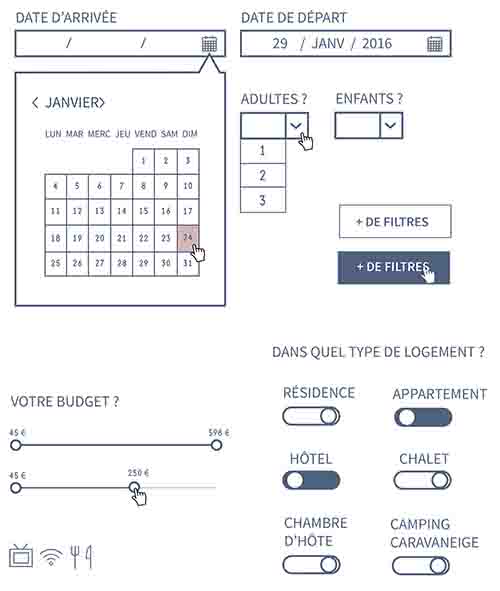 DATE D'ARRIVÉE
/ /
DATE DE DÉPART
29 / JANV / 2016
< JANVIER>
LUN MAR MERC JEU VEND SAM DIM
1 2 3
4 5 6 7 8 9 10
11 12 13 14 15 16 17
18 19 20 21 22 23 24
25 26 27 28 29 30 31
ADULTES ?
1
2
3
ENFANTS ?
+ DE FILTRES
+ DE FILTRES
VOTRE BUDGET ?
45 € 598 €
45 € 250 €
DANS QUEL TYPE DE LOGEMENT ?
RÉSIDENCE
APPARTEMENT
HÔTEL
CHALET
CHAMBRE
D'HÔTE
CAMPING
CARAVANEIGE